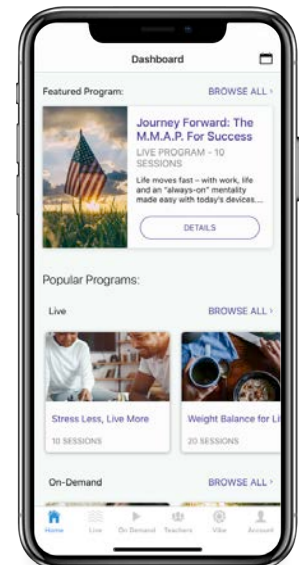 Dashboard
Featured Program:
BROWSE ALL ›
Journey Forward: The
M.M.A.P. For Success
LIVE PROGRAM - 10
SESSIONS
Life moves fast – with work, life
and an "always-on" mentality
made easy with today's devices....
DETAILS
Popular Programs:
Live
BROWSE ALL ›
Stress Less, Live More
Weight Balance for Li
10 SESSIONS
20 SESSIONS
On-Demand
BROWSE ALL ›
Home
Live
On Demand
Teachers
Vibe
Account